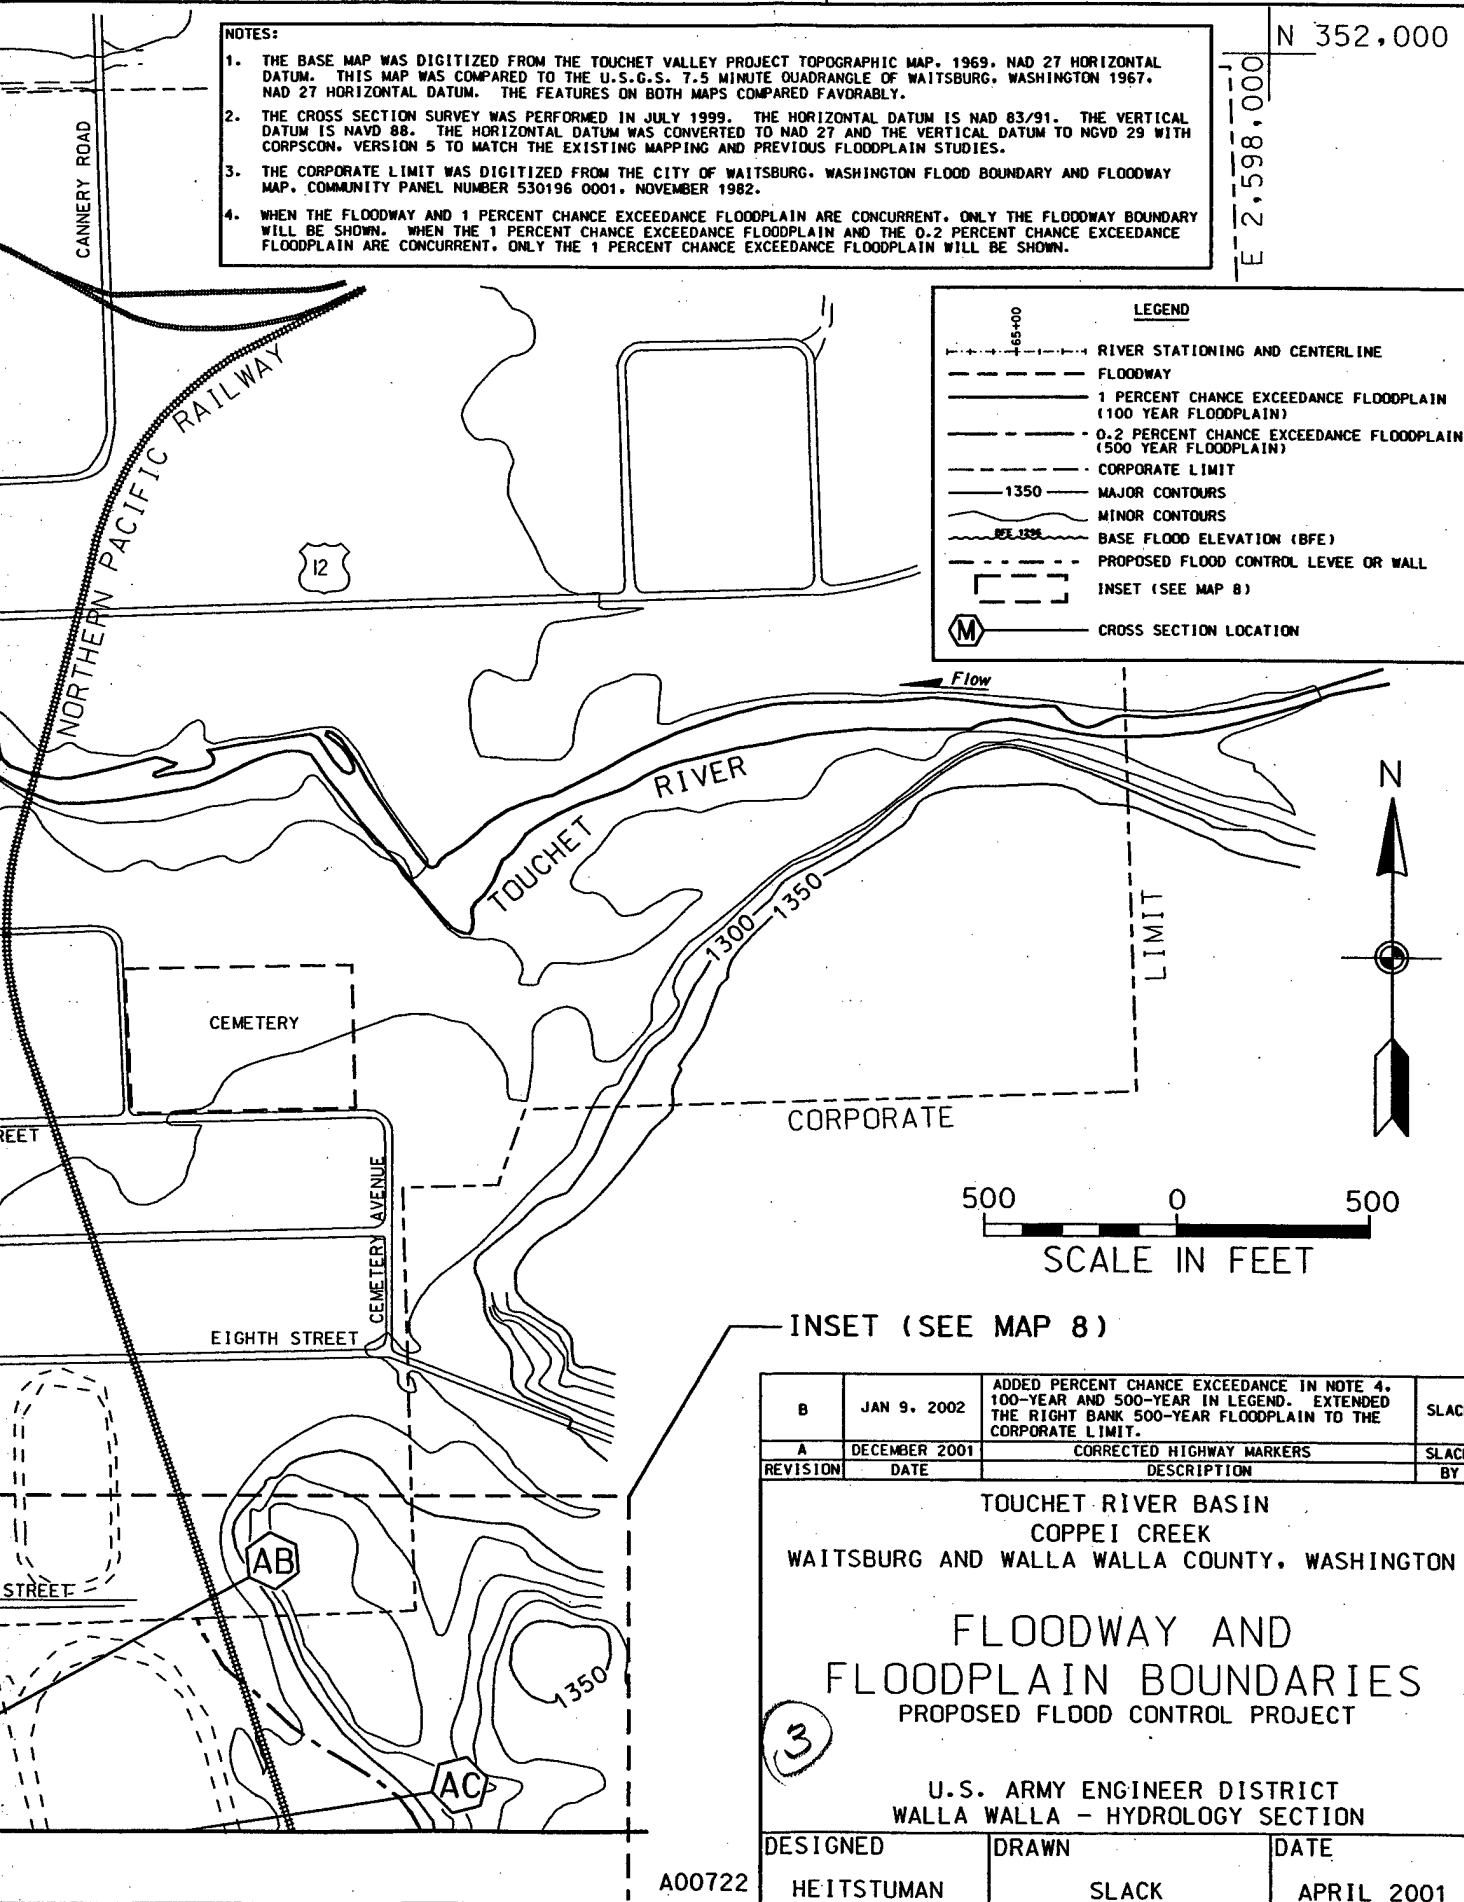 NOTES:
1. THE BASE MAP WAS DIGITIZED FROM THE TOUCHET VALLEY PROJECT TOPOGRAPHIC MAP, 1969, NAD 27 HORIZONTAL
DATUM. THIS MAP WAS COMPARED TO THE U.S.G.S. 7.5 MINUTE QUADRANGLE OF WAITSBURG, WASHINGTON 1967,
NAD 27 HORIZONTAL DATUM. THE FEATURES ON BOTH MAPS COMPARED FAVORABLY.
2. THE CROSS SECTION SURVEY WAS PERFORMED IN JULY 1999. THE HORIZONTAL DATUM IS NAD 83/91. THE VERTICAL
DATUM IS NAVD 88. THE HORIZONTAL DATUM WAS CONVERTED TO NAD 27 AND THE VERTICAL DATUM TO NGVD 29 WITH
CORPSCON, VERSION 5 TO MATCH THE EXISTING MAPPING AND PREVIOUS FLOODPLAIN STUDIES.
3. THE CORPORATE LIMIT WAS DIGITIZED FROM THE CITY OF WAITSBURG, WASHINGTON FLOOD BOUNDARY AND FLOODWAY
MAP, COMMUNITY PANEL NUMBER 530196 0001, NOVEMBER 1982.
4. WHEN THE FLOODWAY AND 1 PERCENT CHANCE EXCEEDANCE FLOODPLAIN ARE CONCURRENT, ONLY THE FLOODWAY BOUNDARY
WILL BE SHOWN. WHEN THE 1 PERCENT CHANCE EXCEEDANCE FLOODPLAIN AND THE 0.2 PERCENT CHANCE EXCEEDANCE
FLOODPLAIN ARE CONCURRENT, ONLY THE 1 PERCENT CHANCE EXCEEDANCE FLOODPLAIN WILL BE SHOWN.
N 352,000
E 2,598,000
CANNERY ROAD
NORTHERN PACIFIC RAILWAY
12
LEGEND
65+00
RIVER STATIONING AND CENTERLINE
FLOODWAY
1 PERCENT CHANCE EXCEEDANCE FLOODPLAIN
(100 YEAR FLOODPLAIN)
0.2 PERCENT CHANCE EXCEEDANCE FLOODPLAIN
(500 YEAR FLOODPLAIN)
CORPORATE LIMIT
1350 MAJOR CONTOURS
MINOR CONTOURS
BFE 1296 BASE FLOOD ELEVATION (BFE)
PROPOSED FLOOD CONTROL LEVEE OR WALL
INSET (SEE MAP 8)
M CROSS SECTION LOCATION
Flow
TOUCHET RIVER
1300
1350
LIMIT
N
CEMETERY
CORPORATE
REET
CEMETERY AVENUE
EIGHTH STREET
500 0 500
SCALE IN FEET
INSET (SEE MAP 8)
AB
STREET
1350
AC
B JAN 9, 2002 ADDED PERCENT CHANCE EXCEEDANCE IN NOTE 4,
100-YEAR AND 500-YEAR IN LEGEND. EXTENDED
THE RIGHT BANK 500-YEAR FLOODPLAIN TO THE
CORPORATE LIMIT. SLACK
A DECEMBER 2001 CORRECTED HIGHWAY MARKERS SLACK
REVISION DATE DESCRIPTION BY
TOUCHET RIVER BASIN
COPPEI CREEK
WAITSBURG AND WALLA WALLA COUNTY, WASHINGTON
FLOODWAY AND
FLOODPLAIN BOUNDARIES
PROPOSED FLOOD CONTROL PROJECT
3
U.S. ARMY ENGINEER DISTRICT
WALLA WALLA - HYDROLOGY SECTION
DESIGNED DRAWN DATE
HEITSTUMAN SLACK APRIL 2001
A00722